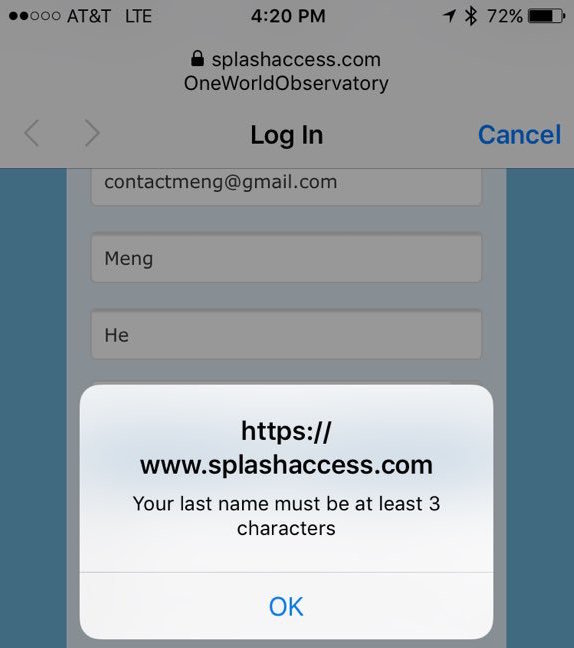 AT&T LTE 4:20 PM 72%
splashaccess.com
OneWorldObservatory
Log In Cancel
contactmeng@gmail.com
Meng
He
https://
www.splashaccess.com
Your last name must be at least 3
characters
OK